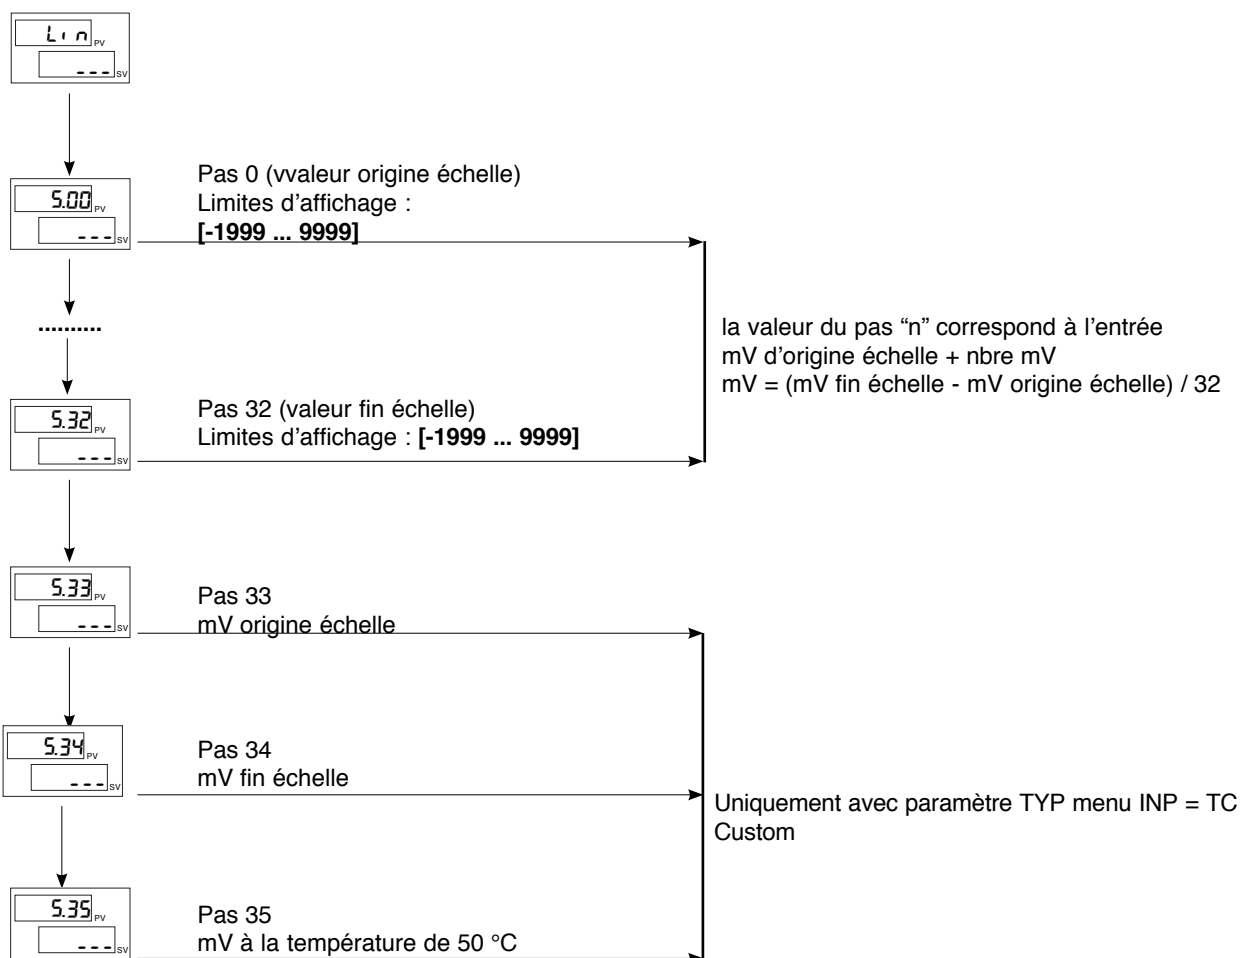 Lin PV
--- SV
5.00 PV
--- SV
Pas 0 (vvaleur origine échelle)
Limites d’affichage :
[-1999 ... 9999]
..........
5.32 PV
--- SV
Pas 32 (valeur fin échelle)
Limites d’affichage : [-1999 ... 9999]
la valeur du pas “n” correspond à l’entrée
mV d’origine échelle + nbre mV
mV = (mV fin échelle - mV origine échelle) / 32
5.33 PV
--- SV
Pas 33
mV origine échelle
5.34 PV
--- SV
Pas 34
mV fin échelle
5.35 PV
--- SV
Pas 35
mV à la température de 50 °C
Uniquement avec paramètre TYP menu INP = TC
Custom